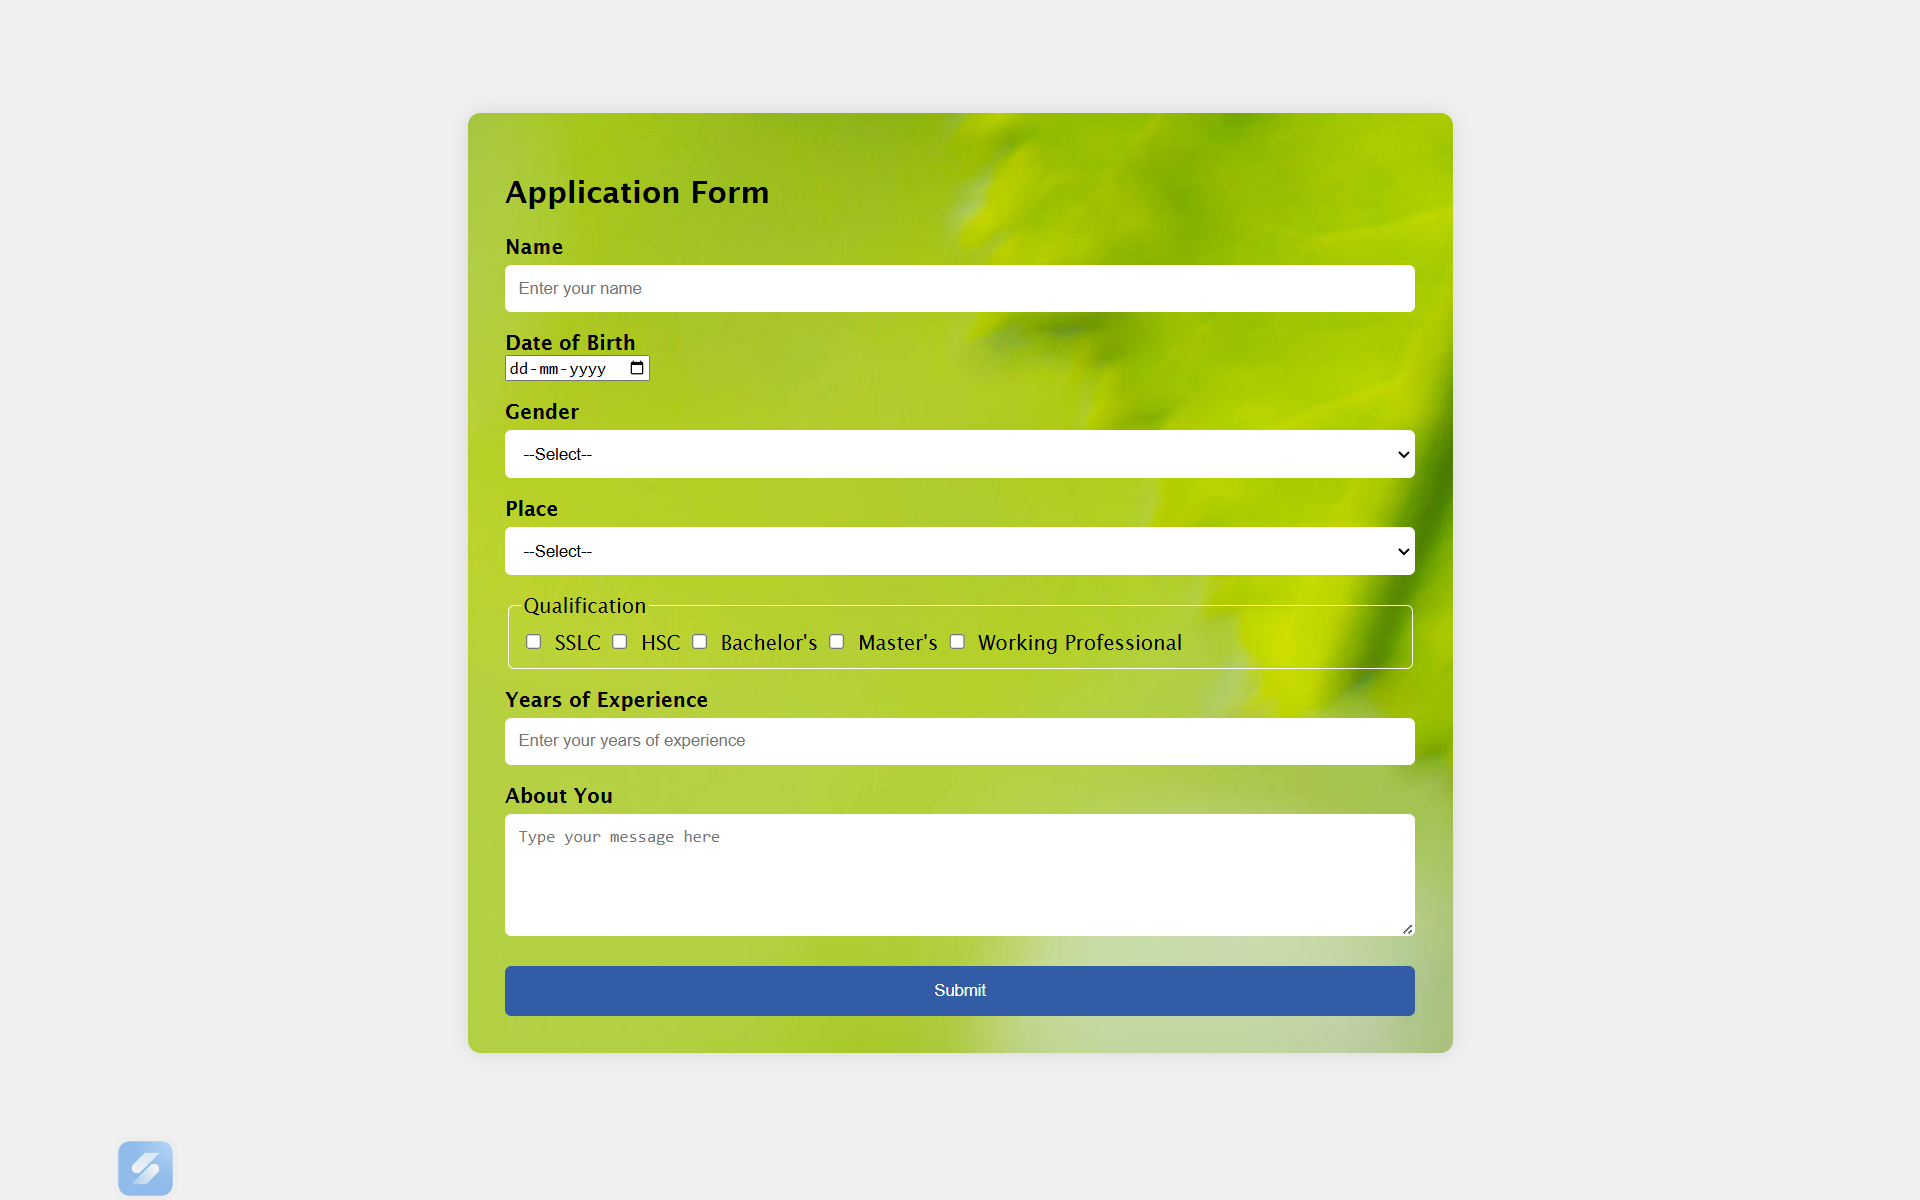 Application Form
Name
Enter your name
Date of Birth
dd-mm-yyyy
Gender
--Select--
Place
--Select--
Qualification
SSLC HSC Bachelor's Master's Working Professional
Years of Experience
Enter your years of experience
About You
Type your message here
Submit